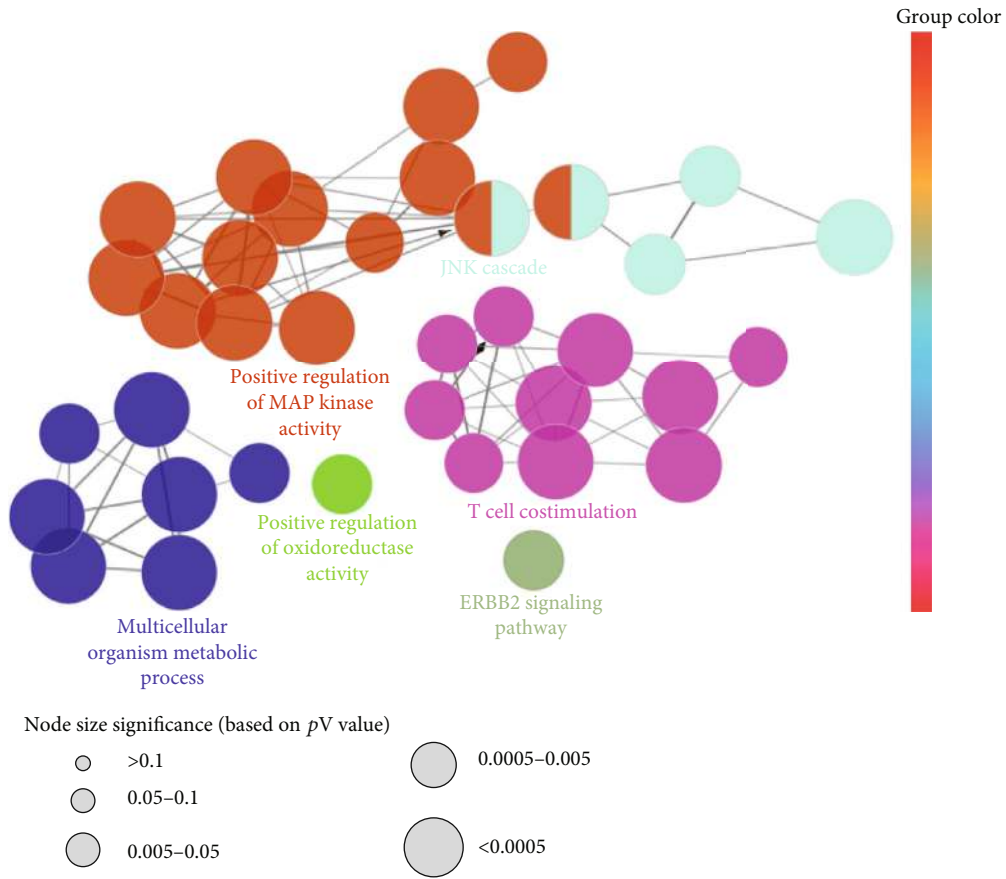 Group color
JNK cascade
Positive regulation
of MAP kinase
activity
T cell costimulation
Positive regulation
of oxidoreductase
activity
ERBB2 signaling
pathway
Multicellular
organism metabolic
process
Node size significance (based on pV value)
>0.1
0.05–0.1
0.005–0.05
0.0005–0.005
<0.0005